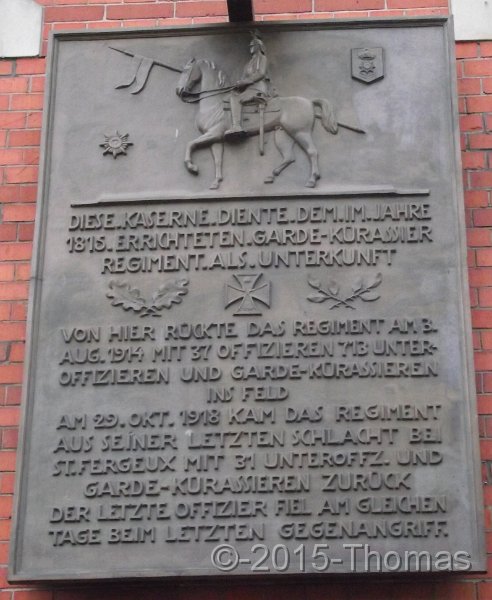 DIESE.KASERNE.DIENTE.DEM.IM.JAHRE
1815.ERRICHTETEN.GARDE-KÜRASSIER
REGIMENT.ALS.UNTERKUNFT
VON HIER RÜCKTE DAS REGIMENT AM 3.
AUG. 1914 MIT 37 OFFIZIEREN 713 UNTER-
OFFIZIEREN UND GARDE-KÜRASSIEREN
INS FELD
AM 29. OKT. 1918 KAM DAS REGIMENT
AUS SEINER LETZTEN SCHLACHT BEI
ST. FERGEUX MIT 31 UNTEROFFZ. UND
GARDE-KÜRASSIEREN ZURÜCK
DER LETZTE OFFIZIER FIEL AM GLEICHEN
TAGE BEIM LETZTEN GEGENANGRIFF.
©-2015-Thomas